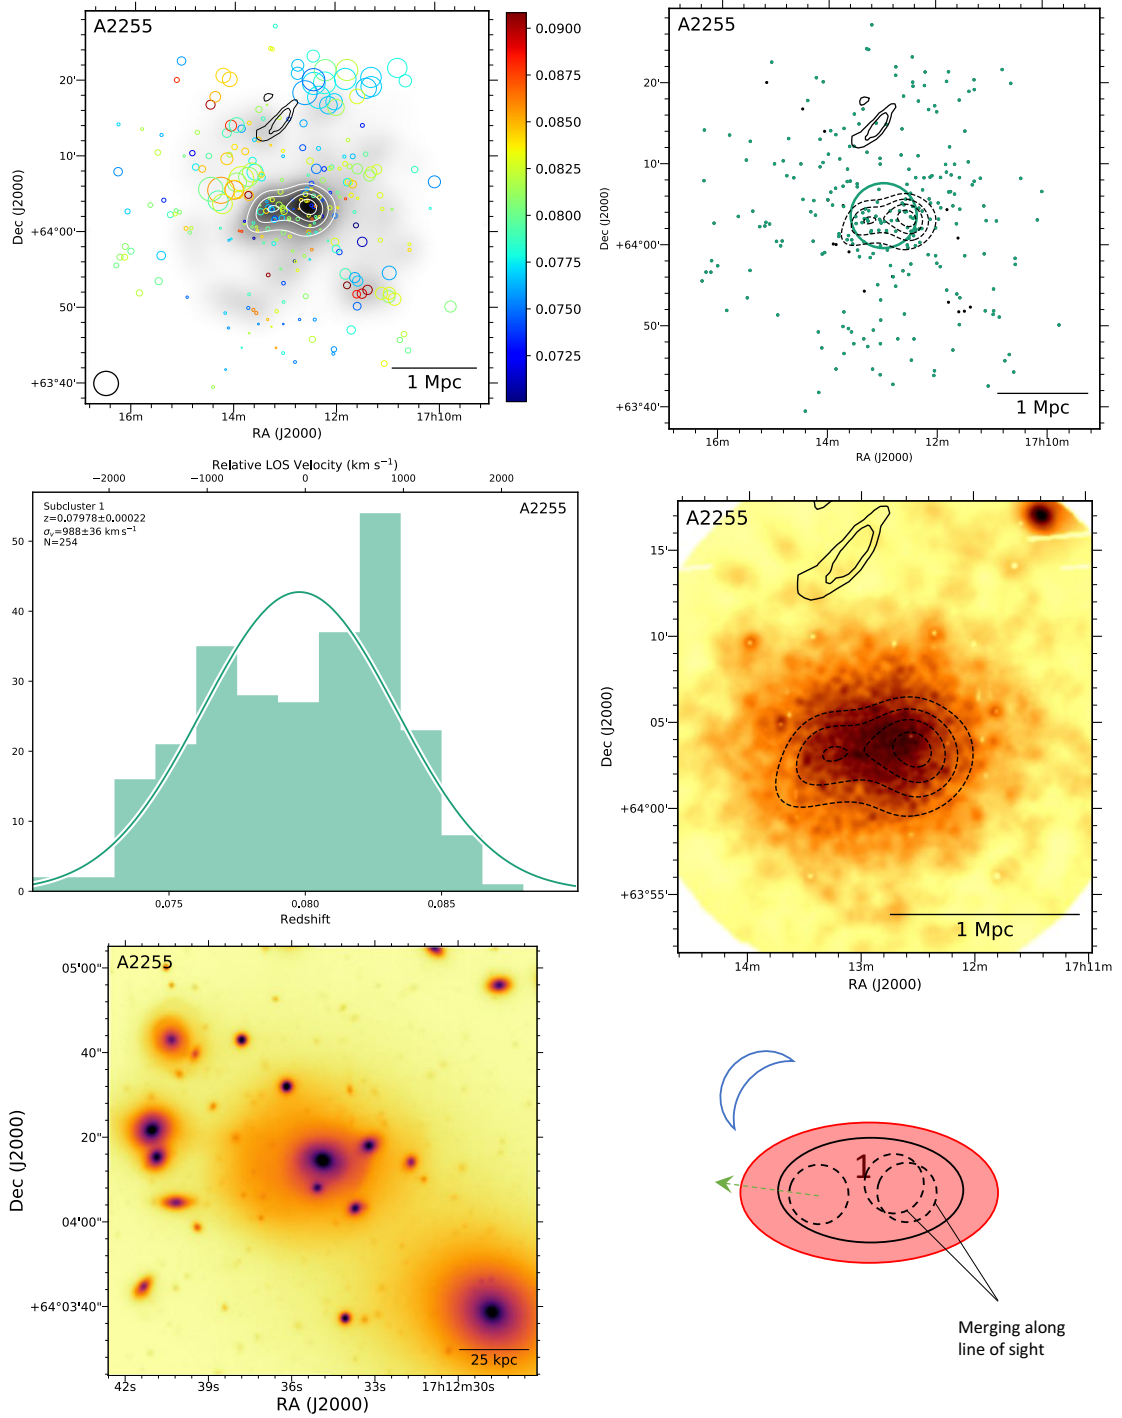 A2255
+63°40'
50'
+64°00'
10'
20'
Dec (J2000)
16m
14m
12m
17h10m
RA (J2000)
1 Mpc
0.0900
0.0875
0.0850
0.0825
0.0800
0.0775
0.0750
0.0725
A2255
20'
10'
+64°00'
50'
+63°40'
Dec (J2000)
16m
14m
12m
17h10m
RA (J2000)
1 Mpc
Relative LOS Velocity (km s⁻¹)
−2000
−1000
0
1000
2000
Subcluster 1
z=0.07978±0.00022
σᵥ=988±36 km s⁻¹
N=254
A2255
50
40
30
20
10
0
0.075
0.080
0.085
Redshift
A2255
15'
10'
05'
+64°00'
+63°55'
Dec (J2000)
14m
13m
12m
17h11m
RA (J2000)
1 Mpc
A2255
05'00"
40"
20"
04'00"
+64°03'40"
Dec (J2000)
42s
39s
36s
33s
17h12m30s
RA (J2000)
25 kpc
1
Merging along
line of sight